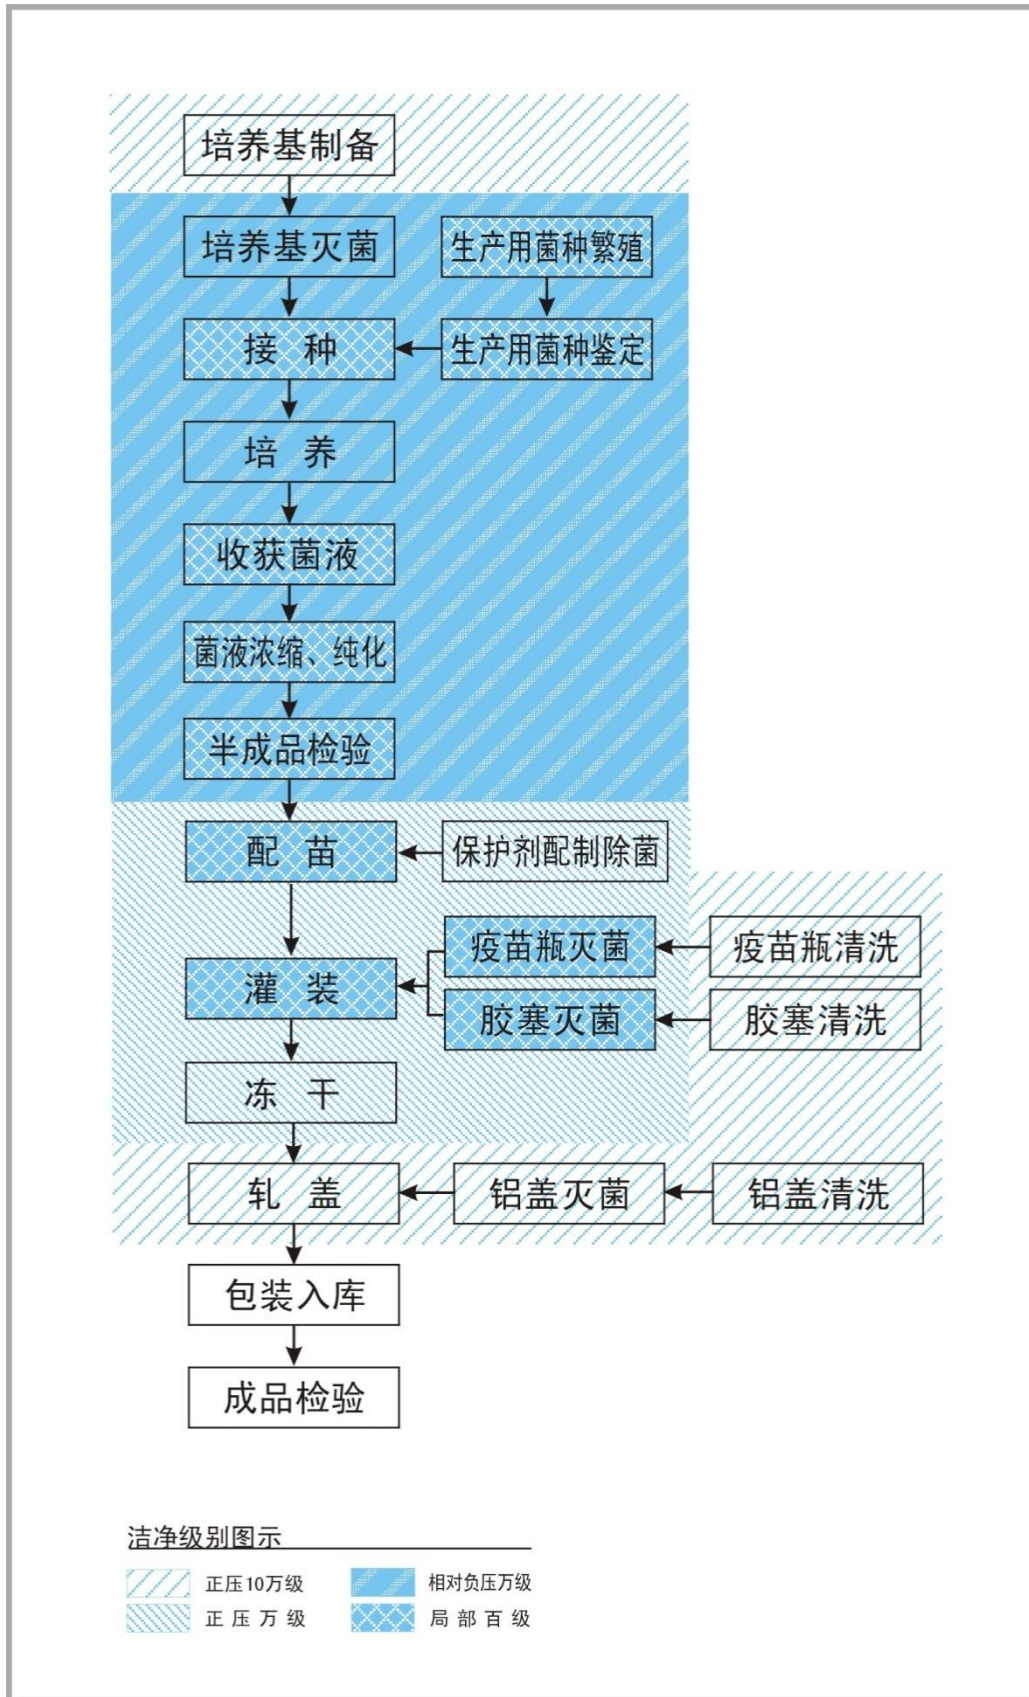 培养基制备
培养基灭菌
生产用菌种繁殖
接 种
生产用菌种鉴定
培 养
收获菌液
菌液浓缩、纯化
半成品检验
配 苗
保护剂配制除菌
疫苗瓶灭菌
疫苗瓶清洗
灌 装
胶塞灭菌
胶塞清洗
冻 干
轧 盖
铝盖灭菌
铝盖清洗
包装入库
成品检验
洁净级别图示
正压10万级
相对负压万级
正 压 万 级
局 部 百 级